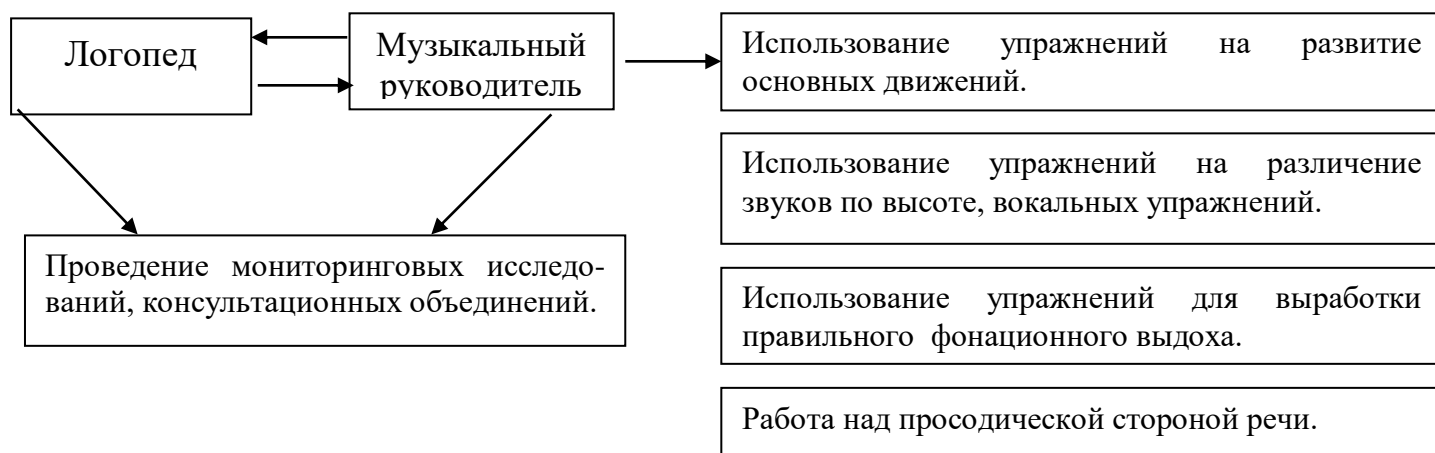 Логопед
Музыкальный
руководитель
Использование упражнений на развитие
основных движений.
Использование упражнений на различение
звуков по высоте, вокальных упражнений.
Проведение мониторинговых исследо-
ваний, консультационных объединений.
Использование упражнений для выработки
правильного фонационного выдоха.
Работа над просодической стороной речи.